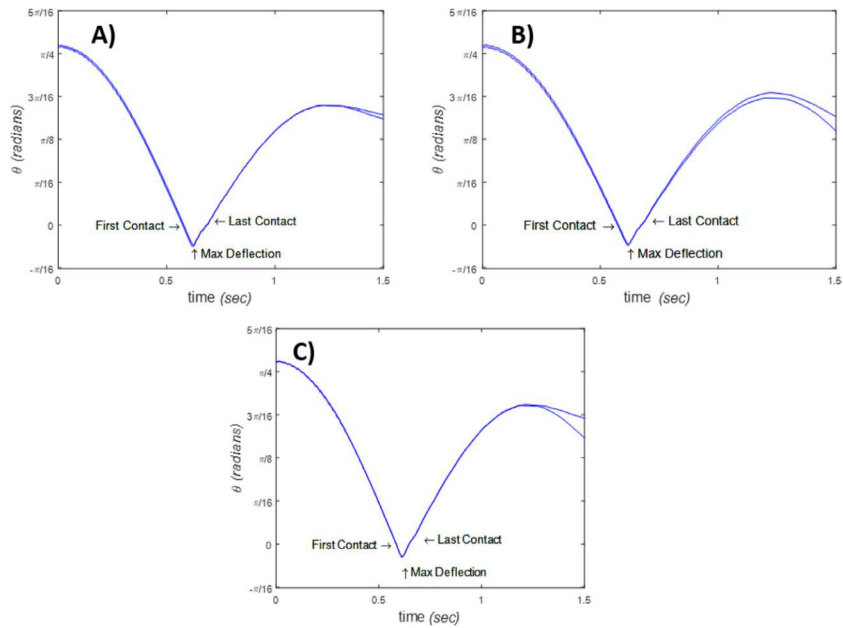 A)
5π/16
π/4
3π/16
π/8
π/16
0
-π/16
θ (radians)
First Contact →
← Last Contact
↑ Max Deflection
0
0.5
1
1.5
time (sec)
B)
5π/16
π/4
3π/16
π/8
π/16
0
-π/16
θ (radians)
First Contact →
← Last Contact
↑ Max Deflection
0
0.5
1
1.5
time (sec)
C)
5π/16
π/4
3π/16
π/8
π/16
0
-π/16
θ (radians)
First Contact →
← Last Contact
↑ Max Deflection
0
0.5
1
1.5
time (sec)